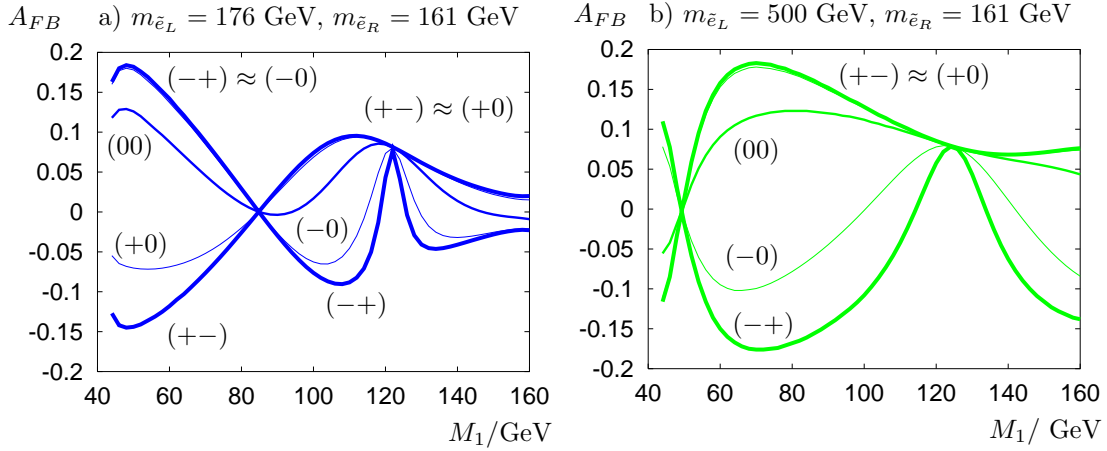 A_{FB} a) m_{ẽ_L} = 176 GeV, m_{ẽ_R} = 161 GeV
0.2
0.15
0.1
0.05
0
-0.05
-0.1
-0.15
-0.2
(−+) ≈ (−0)
(+−) ≈ (+0)
(00)
(+0)
(−0)
(−+)
(+−)
40 60 80 100 120 140 160
M_1/GeV
A_{FB} b) m_{ẽ_L} = 500 GeV, m_{ẽ_R} = 161 GeV
0.2
0.15
0.1
0.05
0
-0.05
-0.1
-0.15
-0.2
(+−) ≈ (+0)
(00)
(−0)
(−+)
40 60 80 100 120 140 160
M_1/ GeV